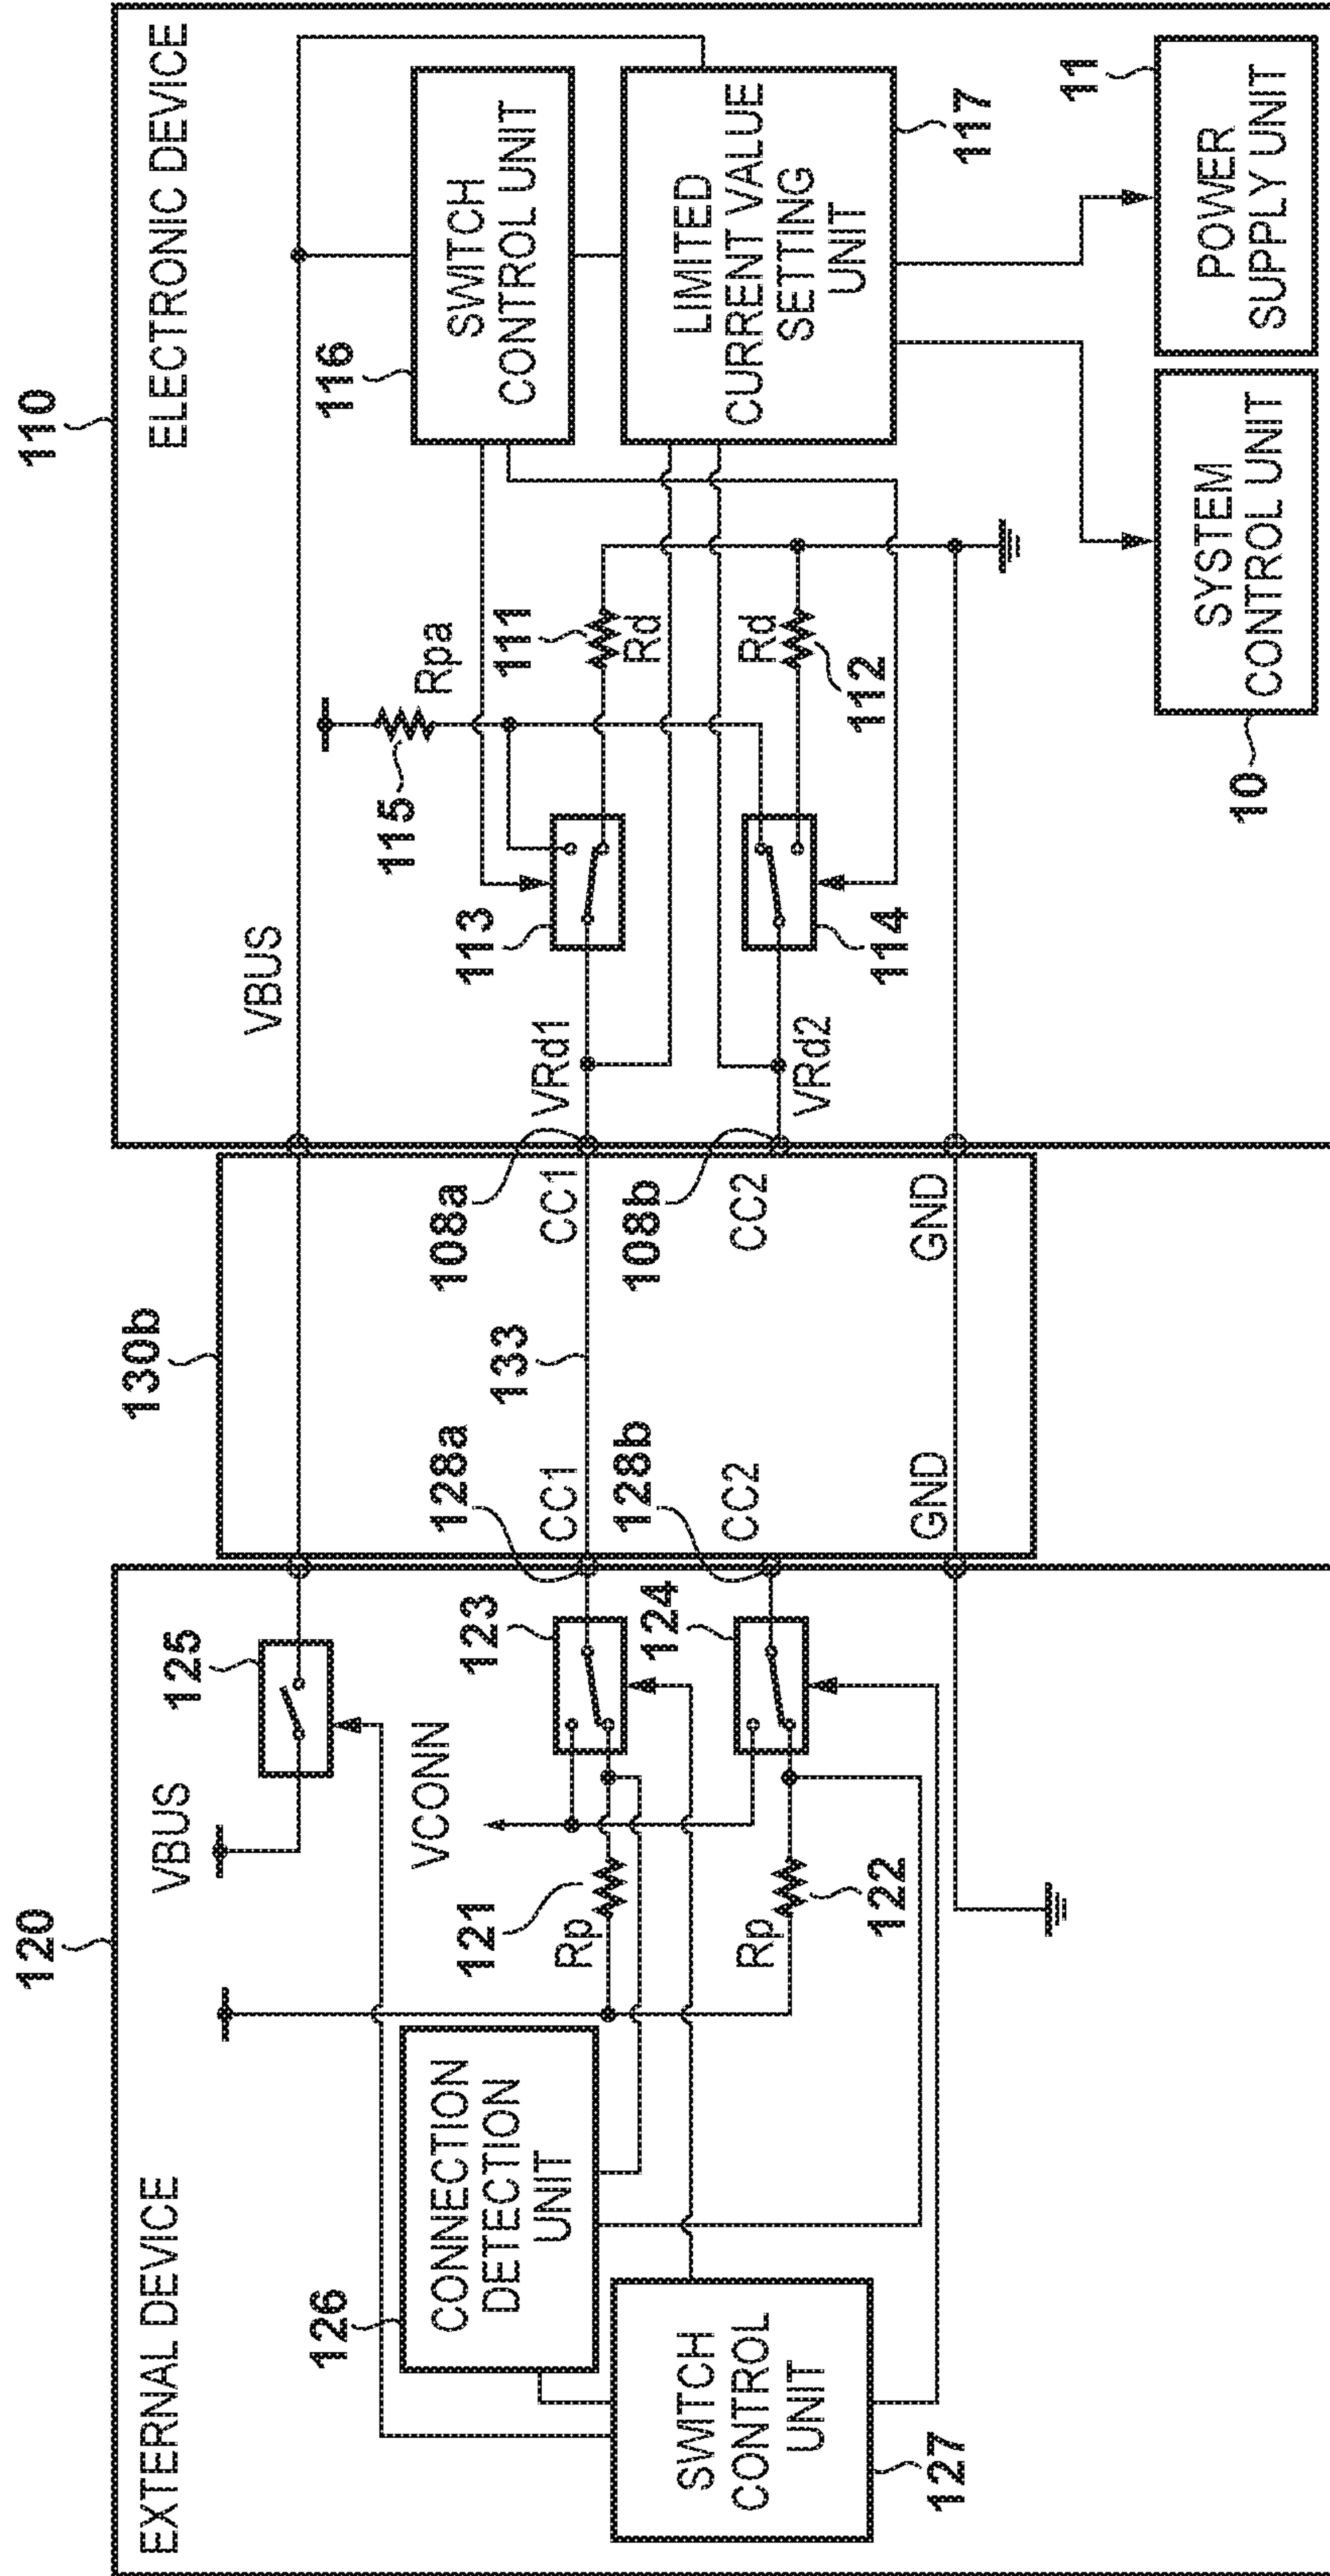 120
130b
110
EXTERNAL DEVICE
VBUS
125
VBUS
ELECTRONIC DEVICE
126
CONNECTION
DETECTION
UNIT
VCONN
123
128a
108a
115
Rpa
116
SWITCH
CONTROL UNIT
121
Rp
CC1
133
CC1
VRd1
113
111
Rd
124
128b
108b
SWITCH
CONTROL
UNIT
127
Rp
122
CC2
CC2
VRd2
114
Rd
112
LIMITED
CURRENT VALUE
SETTING
UNIT
117
GND
GND
10
SYSTEM
CONTROL UNIT
11
POWER
SUPPLY UNIT